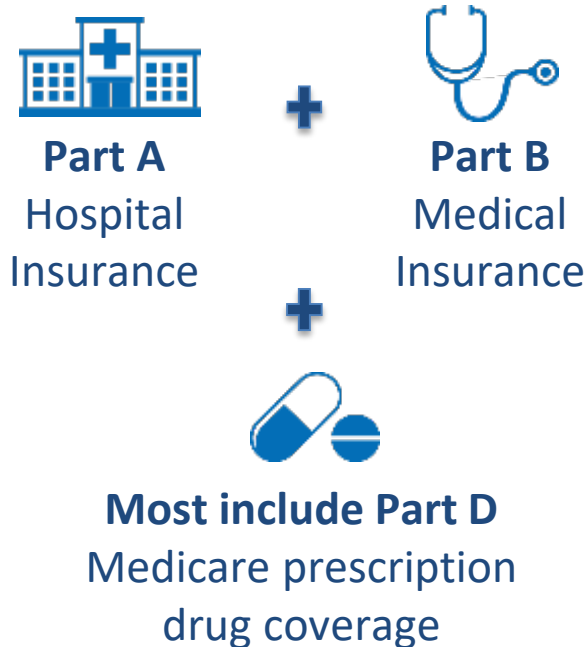 Part A
Hospital
Insurance
Part B
Medical
Insurance
Most include Part D
Medicare prescription
drug coverage